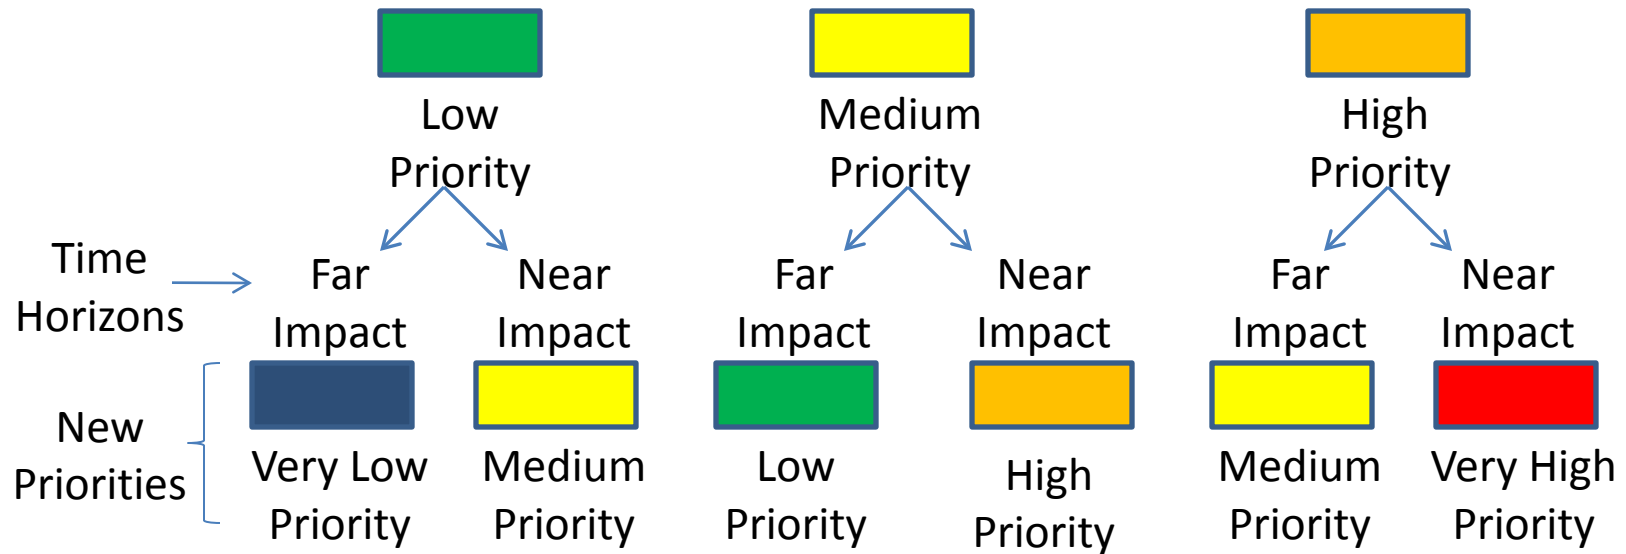 Low
Priority
Medium
Priority
High
Priority
Time
Horizons
Far
Impact
Near
Impact
Far
Impact
Near
Impact
Far
Impact
Near
Impact
New
Priorities
Very Low
Priority
Medium
Priority
Low
Priority
High
Priority
Medium
Priority
Very High
Priority